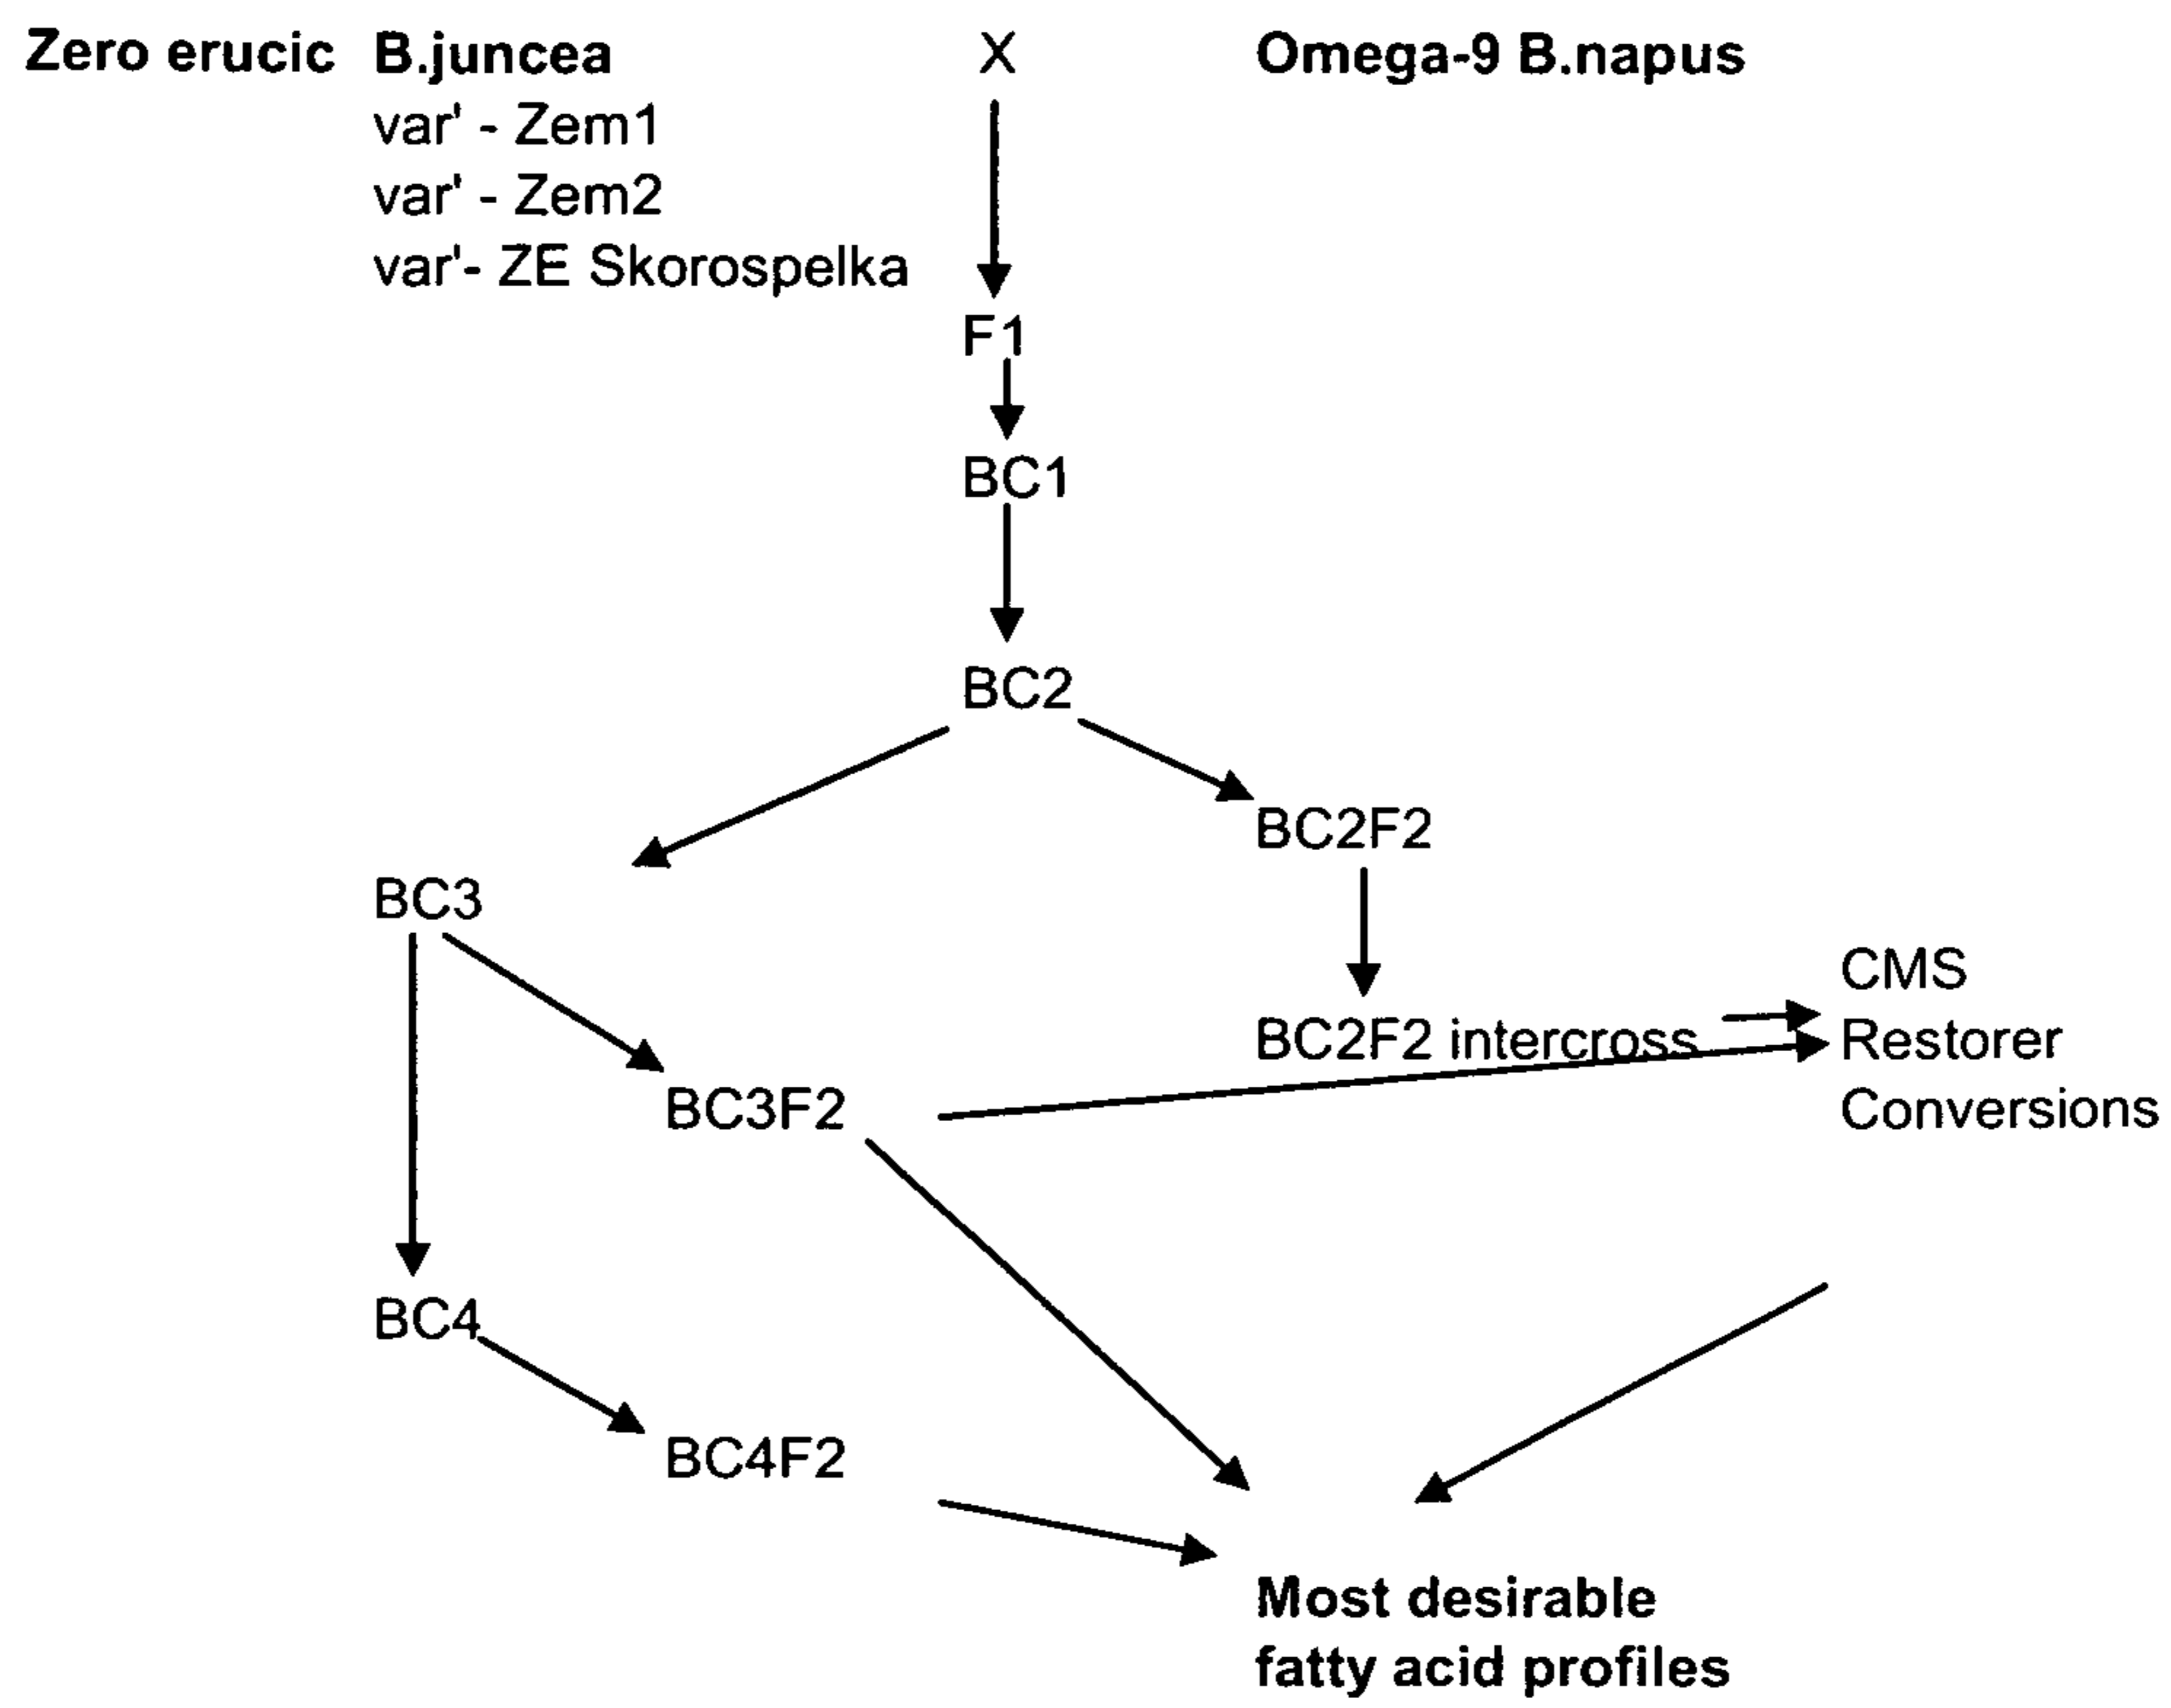 Zero erucic B.juncea X Omega-9 B.napus
var' - Zem1
var' - Zem2
var'- ZE Skorospelka
F1
BC1
BC2
BC2F2
BC3
CMS
BC2F2 intercross Restorer
BC3F2 Conversions
BC4
BC4F2
Most desirable
fatty acid profiles